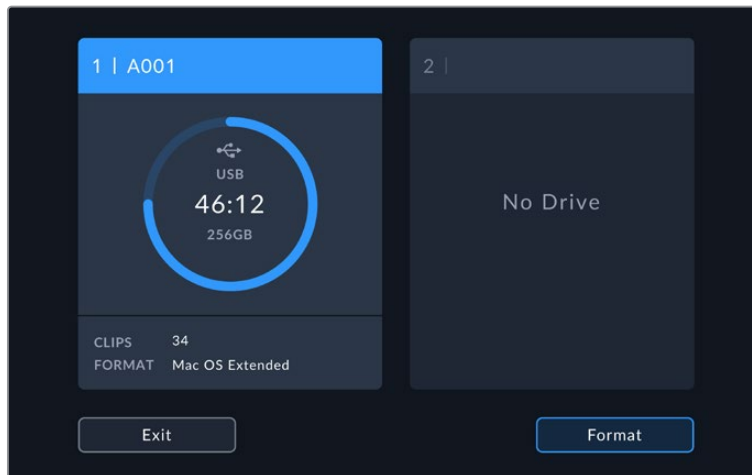 1 | A001
2 |
USB
46:12
256GB
No Drive
CLIPS 34
FORMAT Mac OS Extended
Exit
Format